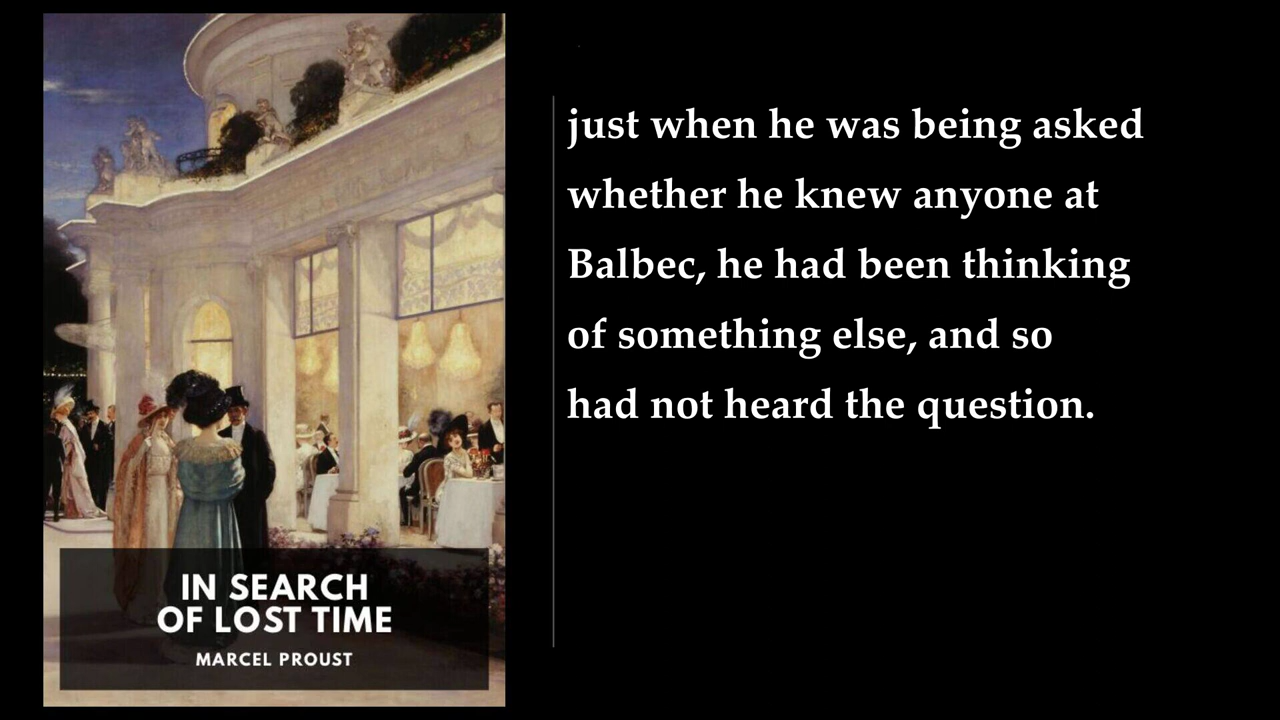 IN SEARCH
OF LOST TIME
MARCEL PROUST
just when he was being asked
whether he knew anyone at
Balbec, he had been thinking
of something else, and so
had not heard the question.